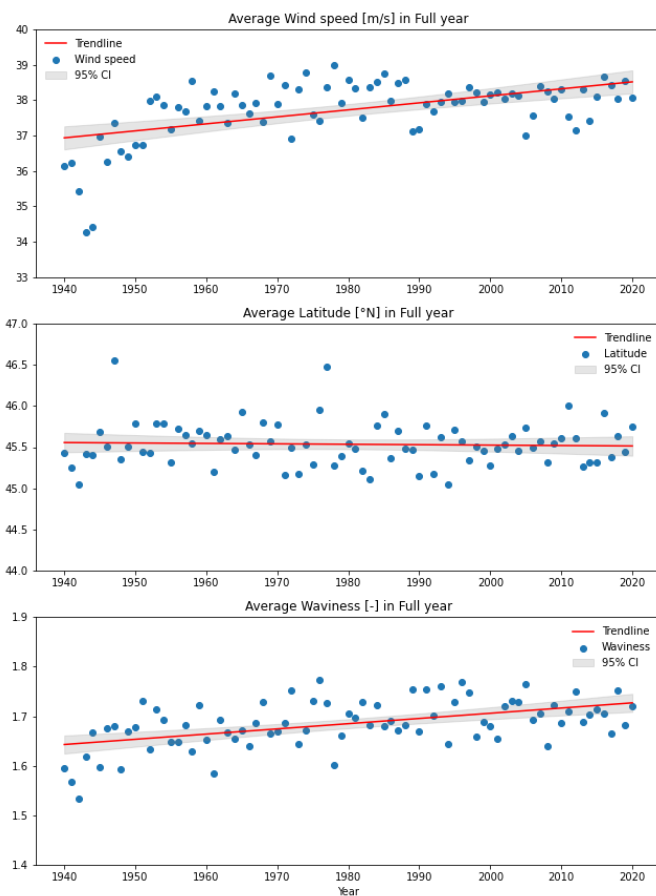 Average Wind speed [m/s] in Full year
40
39
38
37
36
35
34
33
Trendline
Wind speed
95% CI
1940 1950 1960 1970 1980 1990 2000 2010 2020
Average Latitude [°N] in Full year
47.0
46.5
46.0
45.5
45.0
44.5
44.0
Trendline
Latitude
95% CI
1940 1950 1960 1970 1980 1990 2000 2010 2020
Average Waviness [-] in Full year
1.9
1.8
1.7
1.6
1.5
1.4
Trendline
Waviness
95% CI
1940 1950 1960 1970 1980 1990 2000 2010 2020
Year